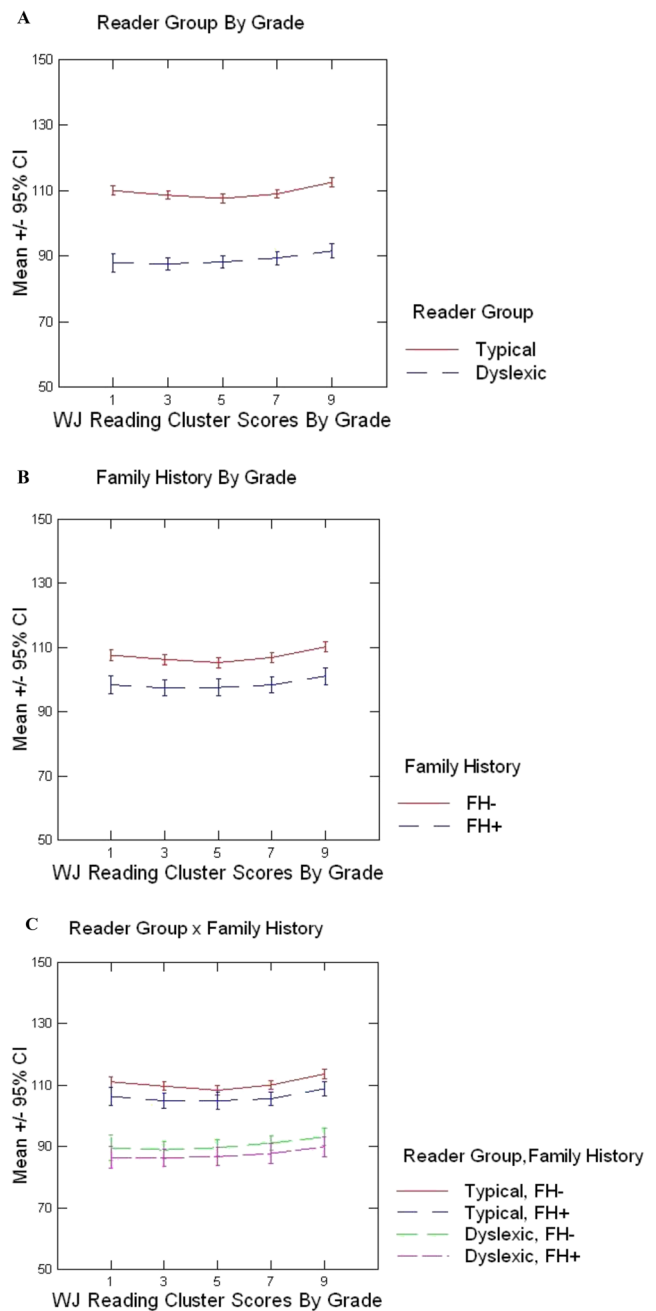 A
Reader Group By Grade
150
130
110
90
70
50
Mean +/- 95% CI
1 3 5 7 9
WJ Reading Cluster Scores By Grade
Reader Group
Typical
Dyslexic
B
Family History By Grade
150
130
110
90
70
50
Mean +/- 95% CI
1 3 5 7 9
WJ Reading Cluster Scores By Grade
Family History
FH-
FH+
C
Reader Group x Family History
150
130
110
90
70
50
Mean +/- 95% CI
1 3 5 7 9
WJ Reading Cluster Scores By Grade
Reader Group,Family History
Typical, FH-
Typical, FH+
Dyslexic, FH-
Dyslexic, FH+